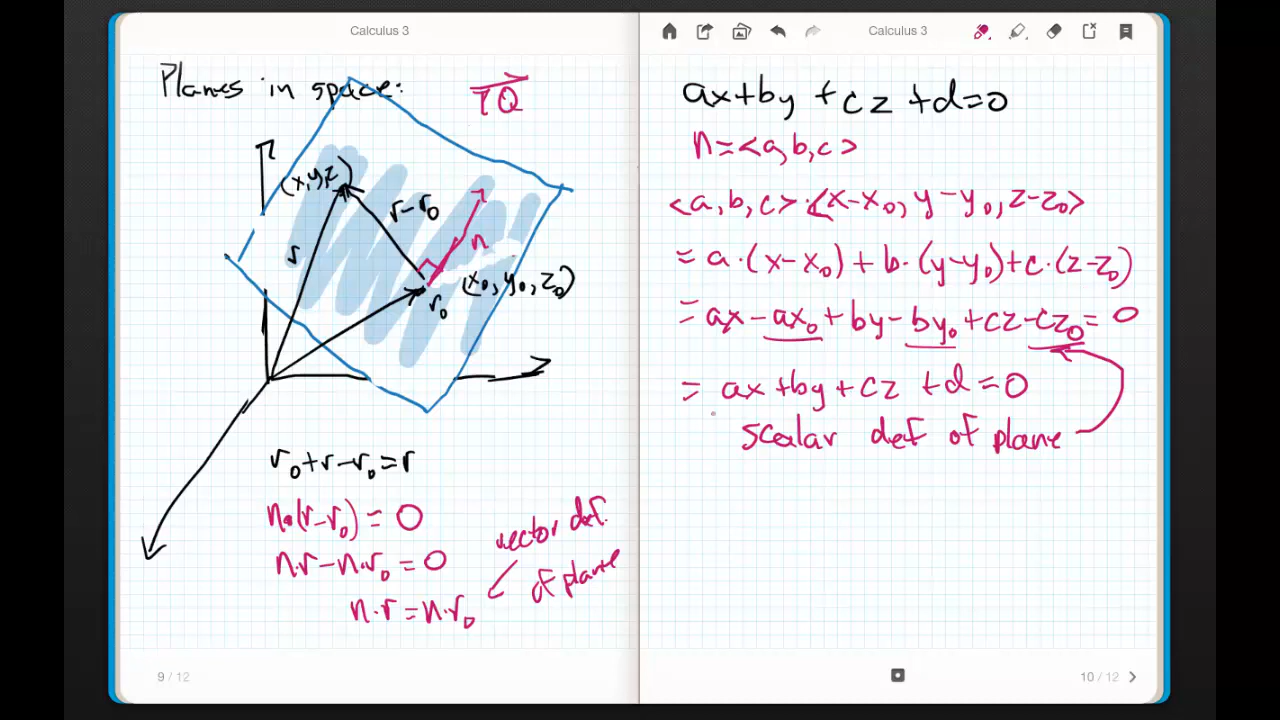 Calculus 3
Planes in space:
PQ
(x,y,z)
r-r₀
r
n
(x₀, y₀, z₀)
r₀
r₀+r-r₀=r
n•(r-r₀) = 0
n·r-n·r₀ = 0
n·r = n·r₀
vector def.
of plane
9 / 12
Calculus 3
ax+by+cz+d=0
n=<a,b,c>
<a,b,c>·<x-x₀, y-y₀, z-z₀>
= a·(x-x₀)+b·(y-y₀)+c·(z-z₀)
= ax-ax₀+by-by₀+cz-cz₀=0
= ax+by+cz+d=0
scalar def of plane
10 / 12